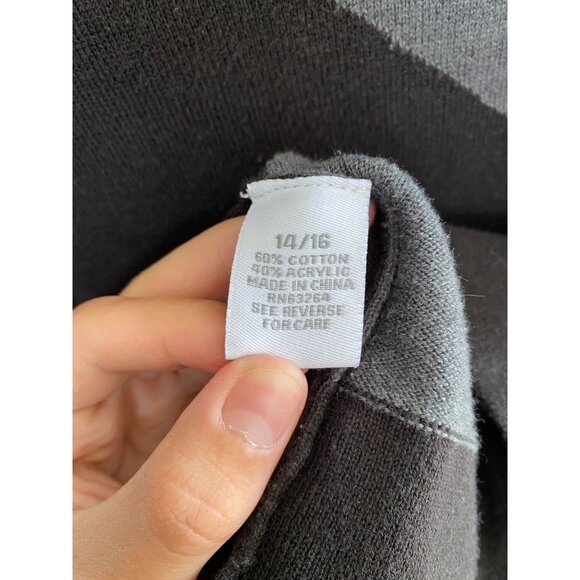 14/16
60% COTTON
40% ACRYLIC
MADE IN CHINA
RN63264
SEE REVERSE
FOR CARE